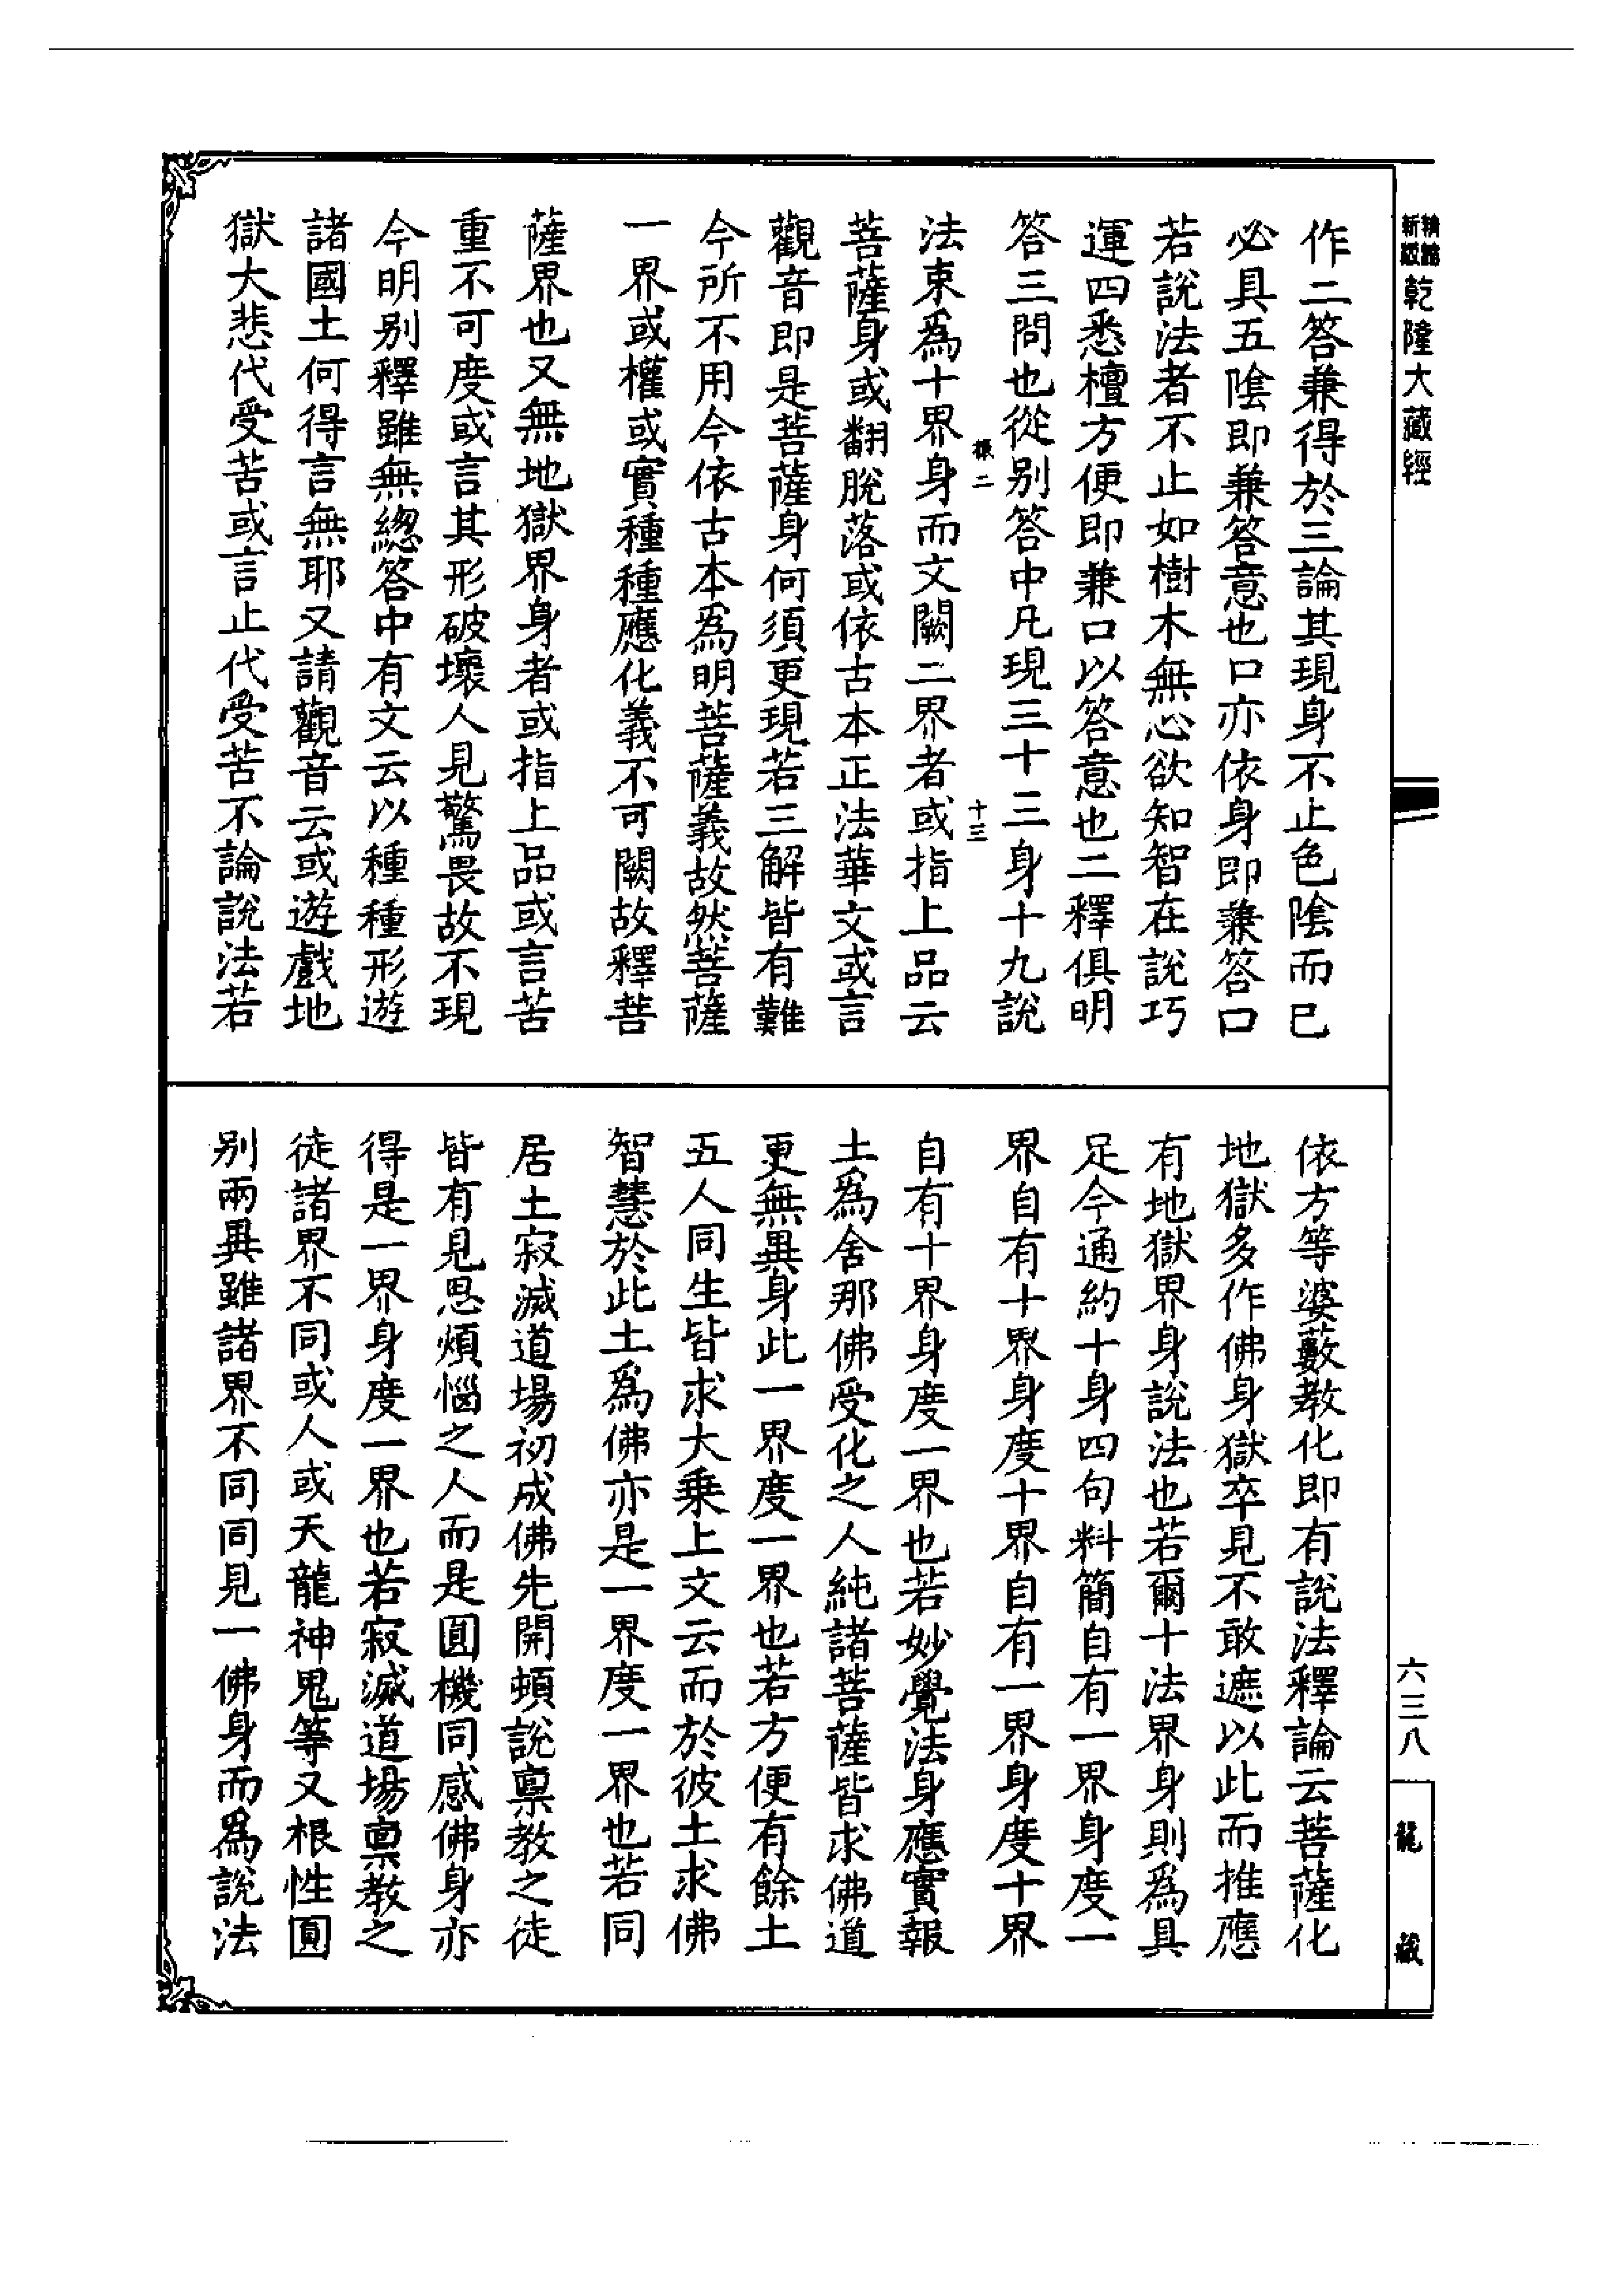 新編縮編乾隆大藏經
作二答兼得於三論其現身不止色陰而已
必具五陰即兼答意也口亦依身即兼答口
若說法者不止如樹木無心欲知智在說巧
運四悉檀方便即兼口以答意也二釋俱明
答三問也從別答中凡現三十三身十九說
二 十三
法束為十界身而文闕二界者或指上品云
菩薩身或翻脫落或依古本正法華文或言
觀音即是菩薩身何須更現若三解皆有難
今所不用今依古本為明菩薩義故然菩薩
一界或權或實種種應化義不可闕故釋菩
薩界也又無地獄界身者或指上品或言苦
重不可度或言其形破壞人見驚畏故不現
今明別釋雖無總答中有文云以種種形遊
諸國土何得言無耶又請觀音云或遊戲地
獄大悲代受苦或言止代受苦不論說法若
依方等婆藪教化即有說法釋論云菩薩化
地獄多作佛身獄卒見不敢遮以此而推應
有地獄界身說法也若爾十法界身則為具
足今通約十身四句料簡自有一界身度一
界自有十界身度十界自有一界身度十界
自有十界身度一界也若妙覺法身應實報
土為舍那佛受化之人純諸菩薩皆求佛道
更無異身此一界度一界也若方便有餘土
五人同生皆求大乗上文云而於彼土求佛
智慧於此土為佛亦是一界度一界也若同
居土寂滅道場初成佛先開頓說稟教之徒
皆有見思煩惱之人而是圓機同感佛身亦
得是一界身度一界也若寂滅道場稟教之
徒諸界不同或人或天龍神鬼等又根性圓
別兩異雖諸界不同同見一佛身而為說法
六三八
龍藏